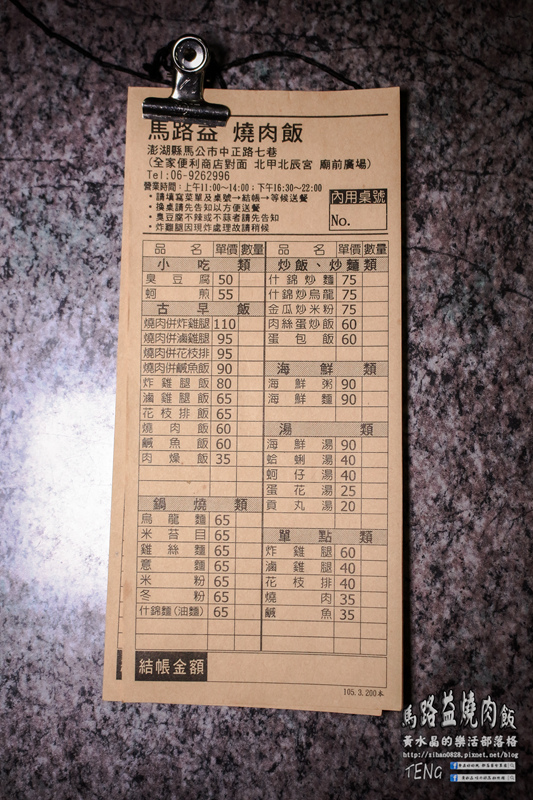 馬路益 燒肉飯
澎湖縣馬公市中正路七巷
(全家便利商店對面 北甲北辰宮 廟前廣場)
Tel:06-9262996
營業時間：上午11:00～14:00；下午16:30～22:00
・請填寫菜單及桌號→結帳→等候送餐
・換桌請先告知以方便送餐
・臭豆腐不辣或不蒜者請先告知
・炸雞腿因現炸處理故請稍候
內用桌號
No.
品名 單價 數量
小吃類
臭豆腐 50
蚵煎 55
古早飯
燒肉併炸雞腿 110
燒肉併滷雞腿 95
燒肉併花枝排 95
燒肉併鹹魚飯 90
炸雞腿飯 80
滷雞腿飯 65
花枝排飯 65
燒肉飯 60
鹹魚飯 60
肉燥飯 35
鍋燒類
烏龍麵 65
米苔目 65
雞絲麵 65
意麵 65
米粉 65
冬粉 65
什錦麵(油麵) 65
品名 單價 數量
炒飯、炒麵類
什錦炒麵 75
什錦炒烏龍 75
金瓜炒米粉 75
肉絲蛋炒飯 60
蛋包飯 60
海鮮類
海鮮粥 90
海鮮麵 90
湯類
海鮮湯 90
蛤蜊湯 40
蚵仔湯 40
蛋花湯 25
貢丸湯 20
單點類
炸雞腿 60
滷雞腿 40
花枝排 40
燒肉 35
鹹魚 35
結帳金額
105.3.200本
馬路益燒肉飯
黃水晶的樂活部落格
http://xihan0828.pixnet.net/blog
TENG